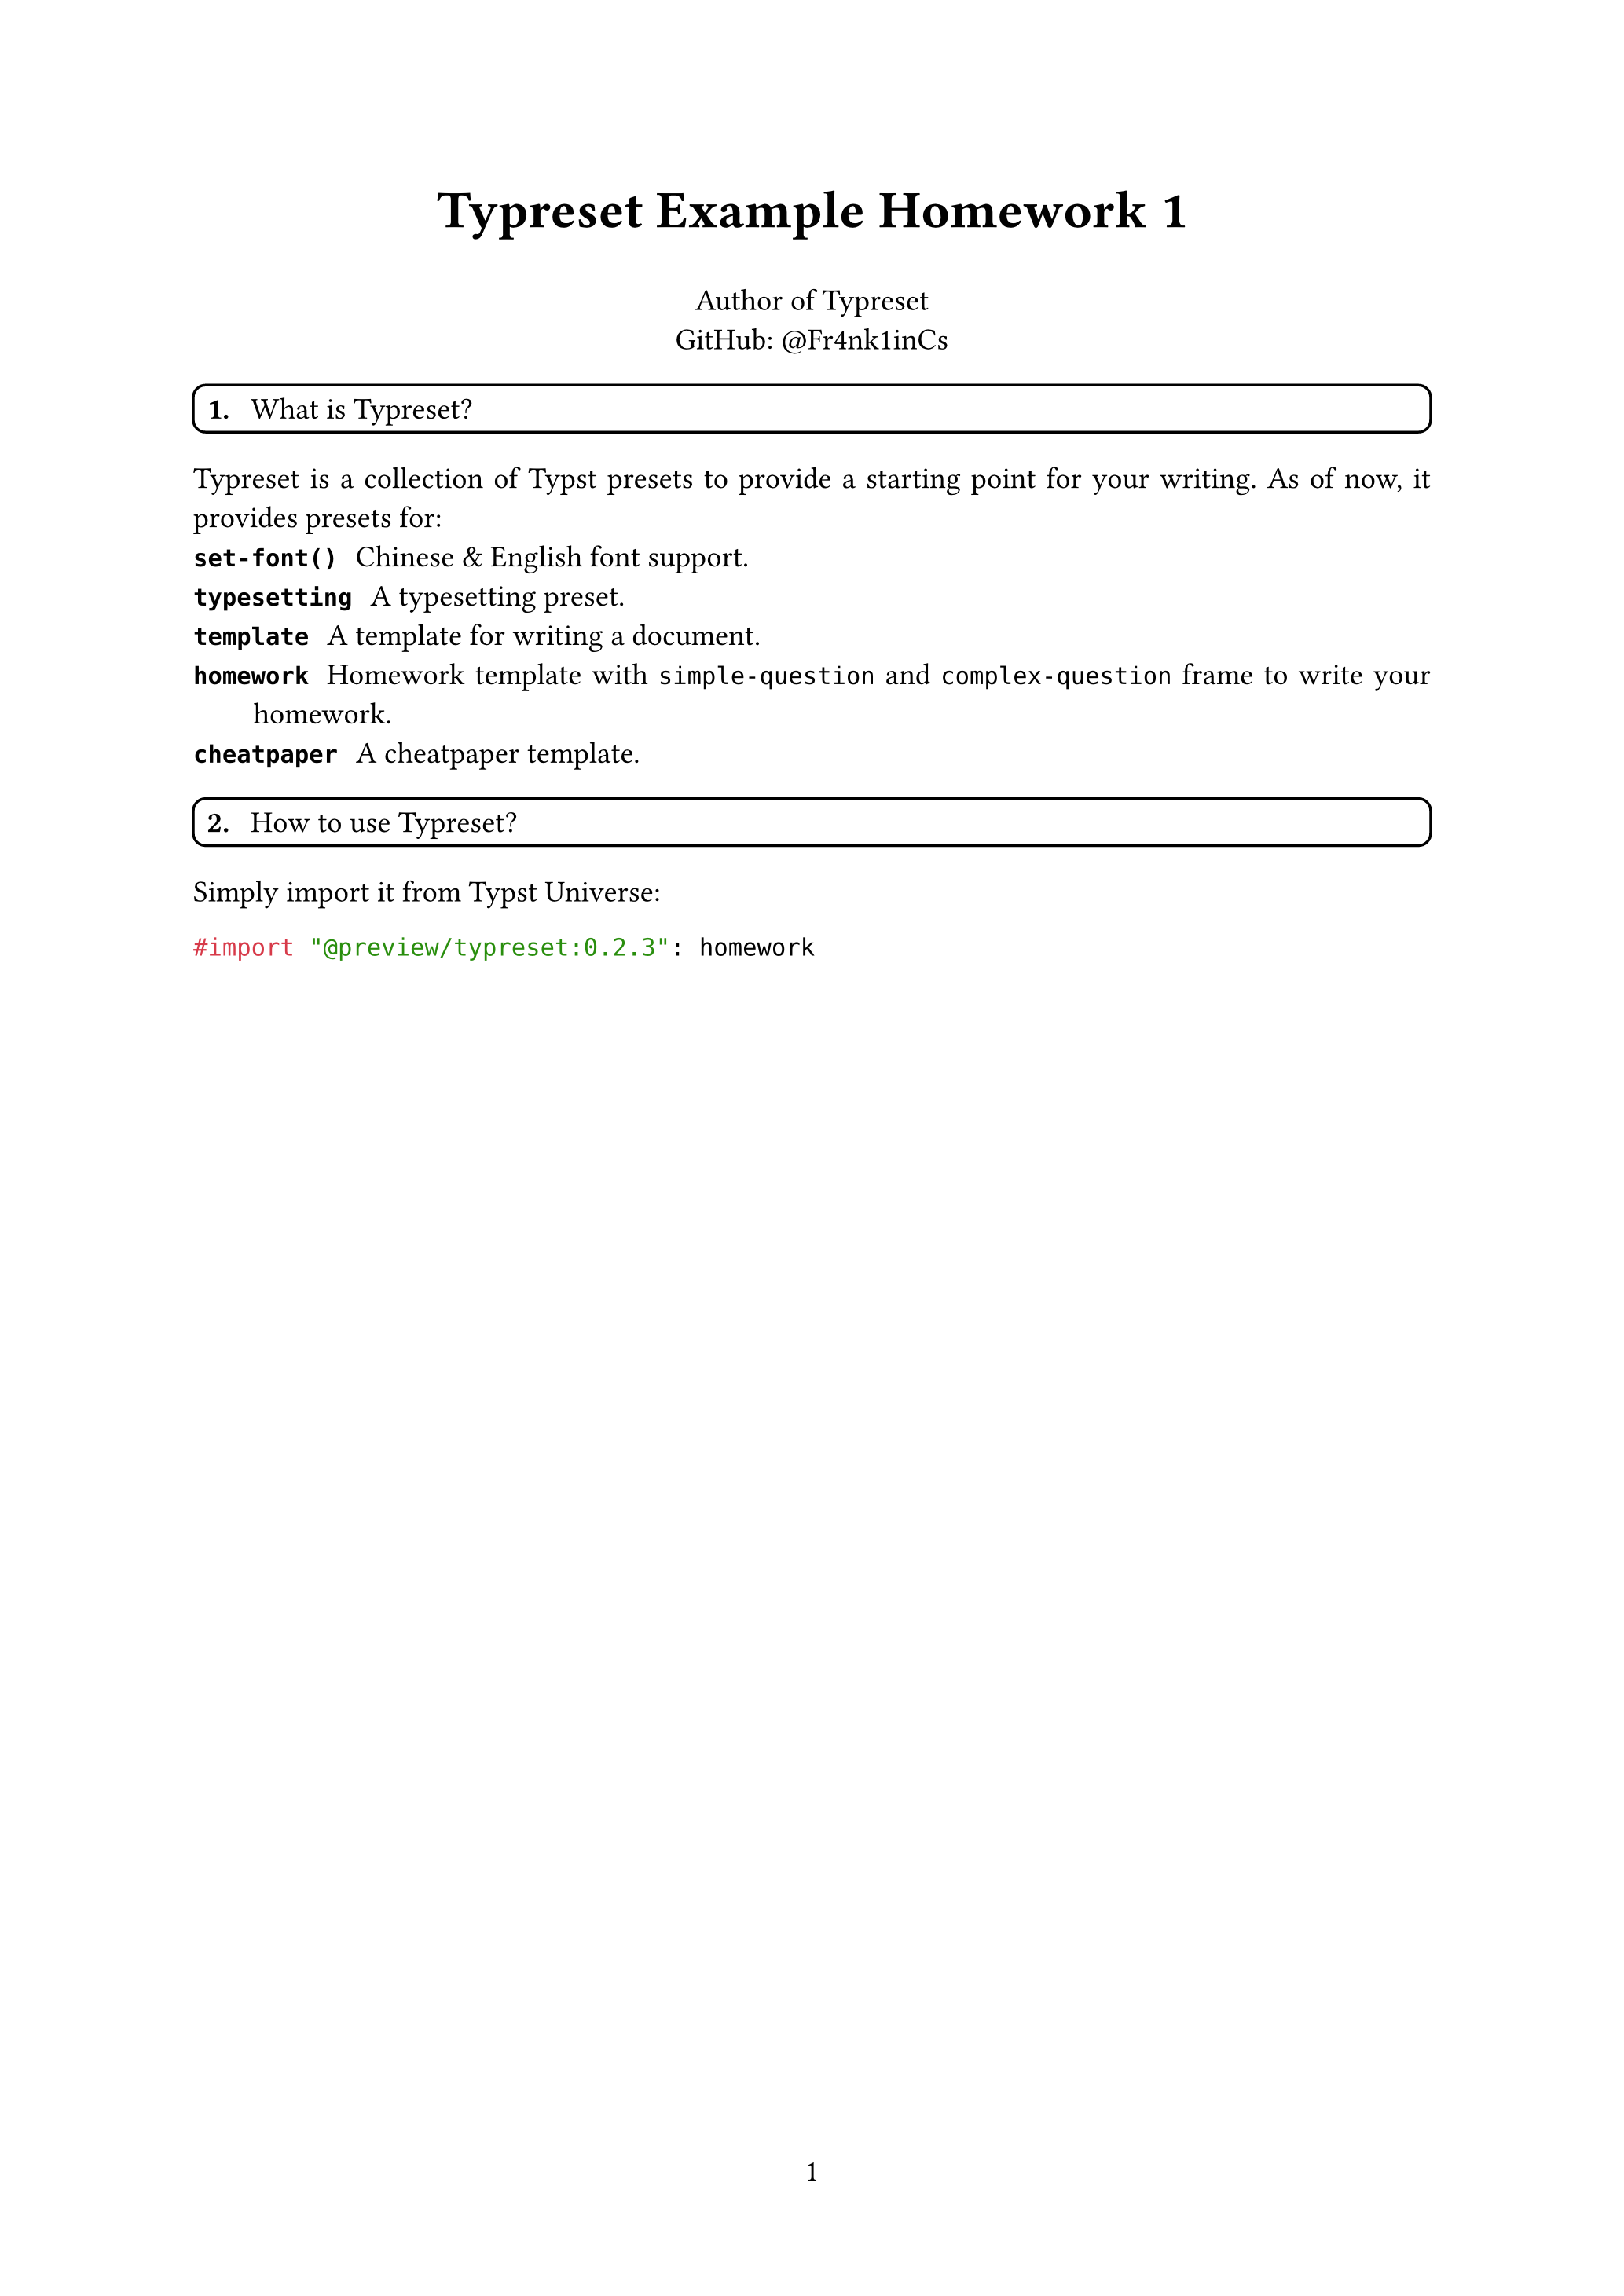 Typreset Example Homework 1
Author of Typreset
GitHub: @Fr4nk1inCs
1. What is Typreset?
Typreset is a collection of Typst presets to provide a starting point for your writing. As of now, it
provides presets for:
set-font() Chinese & English font support.
typesetting A typesetting preset.
template A template for writing a document.
homework Homework template with simple-question and complex-question frame to write your
homework.
cheatpaper A cheatpaper template.
2. How to use Typreset?
Simply import it from Typst Universe:
#import "@preview/typreset:0.2.3": homework
1